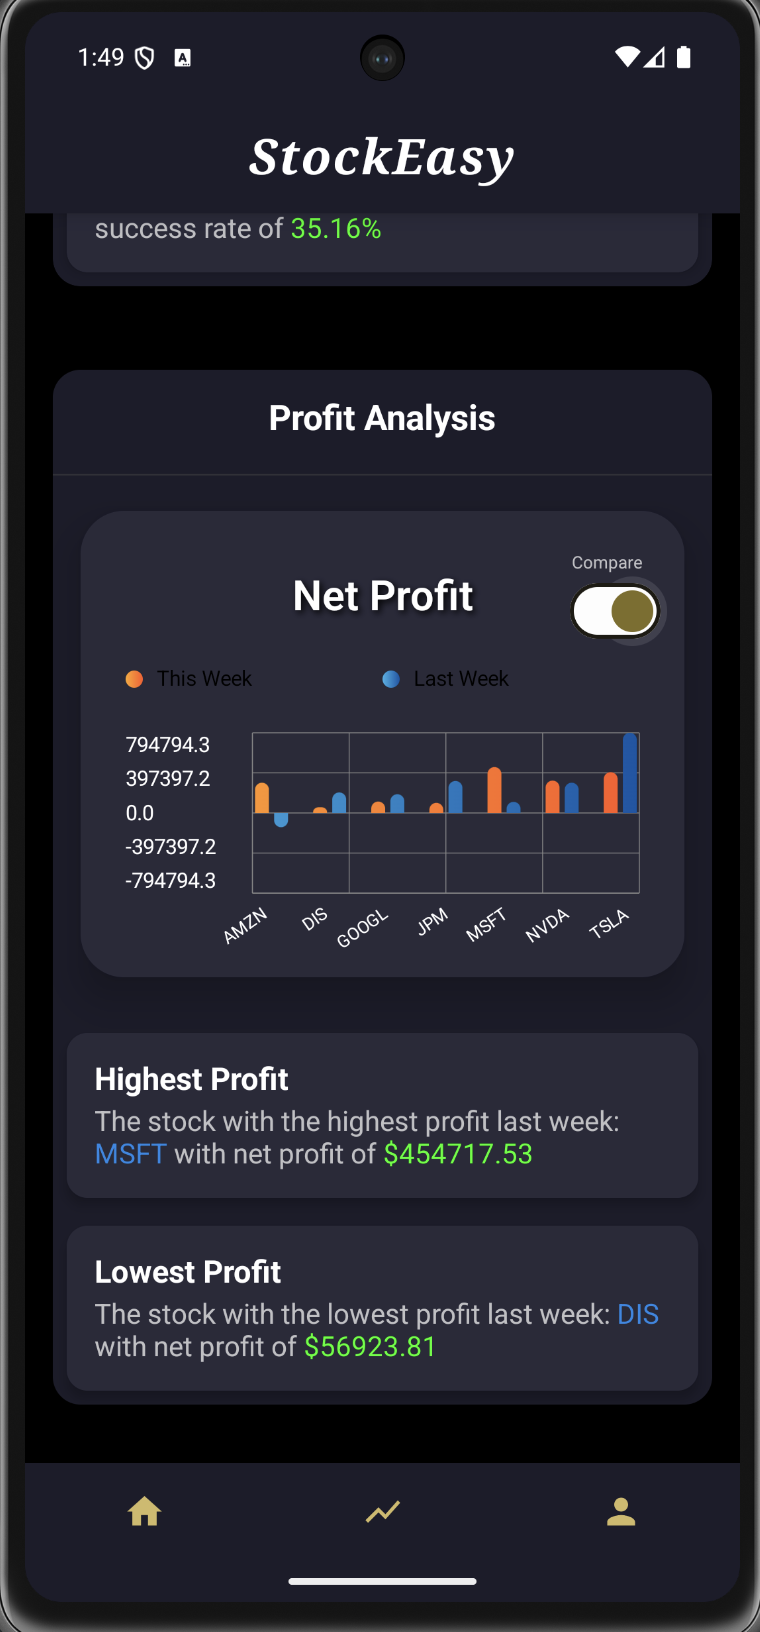 1:49
A
StockEasy
success rate of 35.16%
Profit Analysis
Compare
Net Profit
This Week
Last Week
794794.3
397397.2
0.0
-397397.2
-794794.3
AMZN
DIS
GOOGL
JPM
MSFT
NVDA
TSLA
Highest Profit
The stock with the highest profit last week:
MSFT with net profit of $454717.53
Lowest Profit
The stock with the lowest profit last week: DIS
with net profit of $56923.81